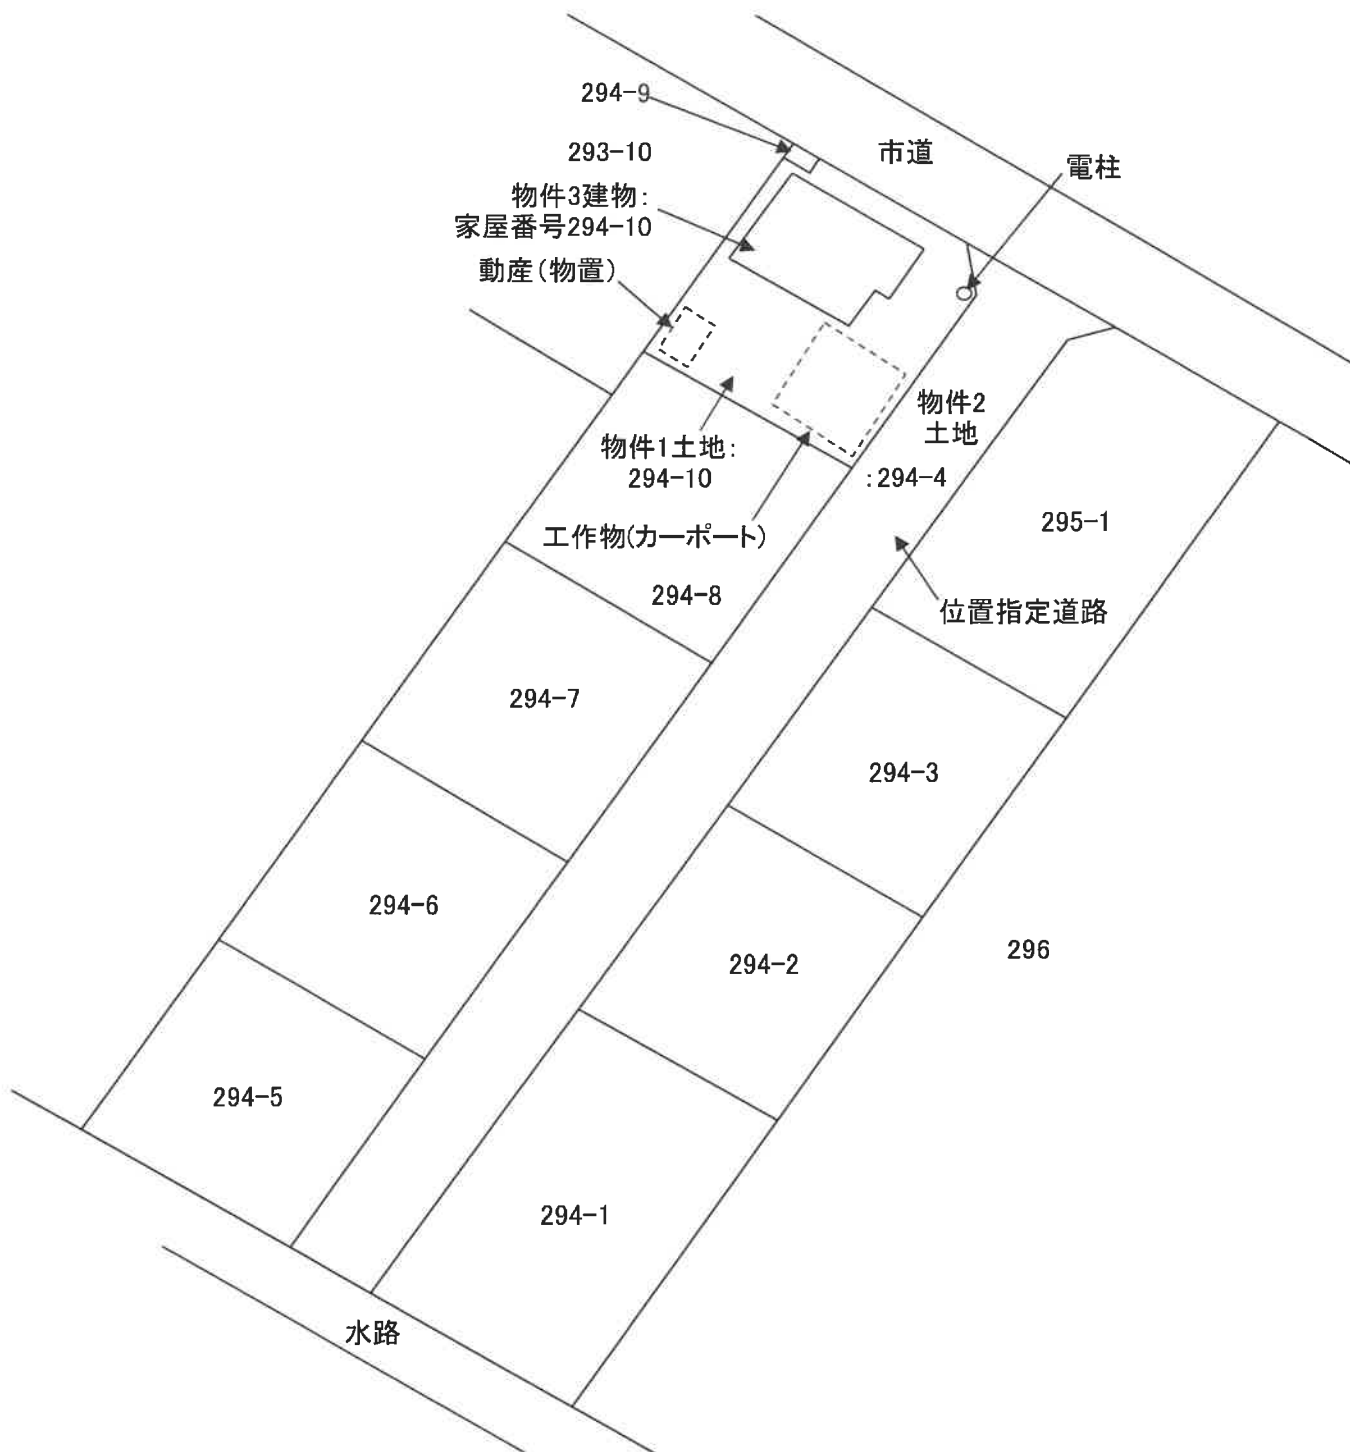 294-9
市道
293-10
電柱
物件3建物:
家屋番号294-10
動産(物置)
物件2
土地
:294-4
物件1土地:
294-10
工作物(カーポート)
295-1
294-8
位置指定道路
294-7
294-3
294-6
294-2
296
294-5
294-1
水路